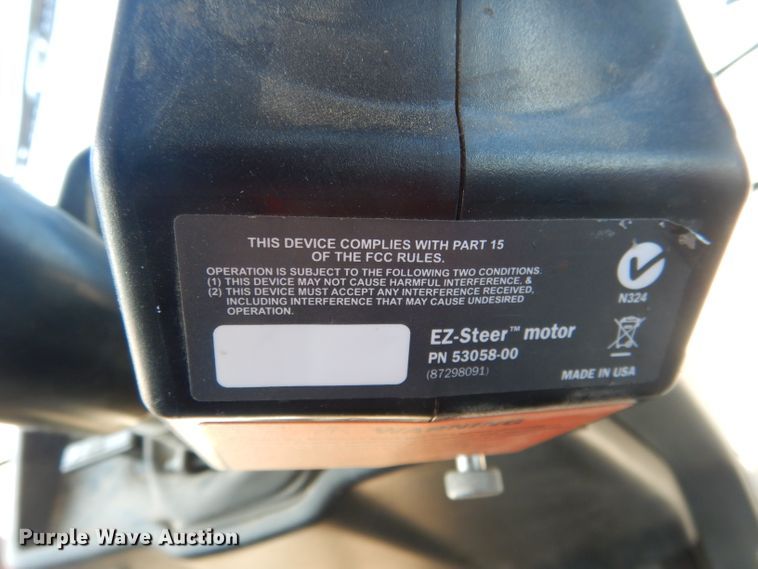 THIS DEVICE COMPLIES WITH PART 15
OF THE FCC RULES.
OPERATION IS SUBJECT TO THE FOLLOWING TWO CONDITIONS
(1) THIS DEVICE MAY NOT CAUSE HARMFUL INTERFERENCE, &
(2) THIS DEVICE MUST ACCEPT ANY INTERFERENCE RECEIVED,
INCLUDING INTERFERENCE THAT MAY CAUSE UNDESIRED
OPERATION.
N324
EZ-Steer™ motor
PN 53058-00
(87298091)
MADE IN USA
WARNING
Purple Wave Auction